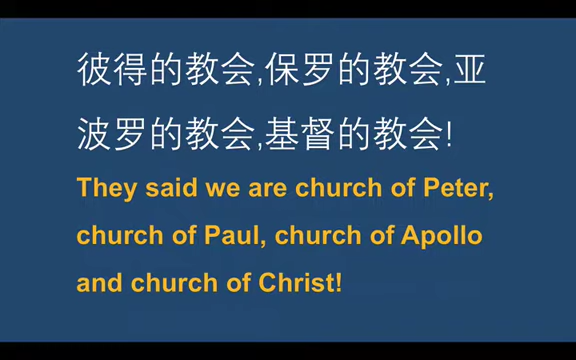 彼得的教会,保罗的教会,亚
波罗的教会,基督的教会!
They said we are church of Peter,
church of Paul, church of Apollo
and church of Christ!